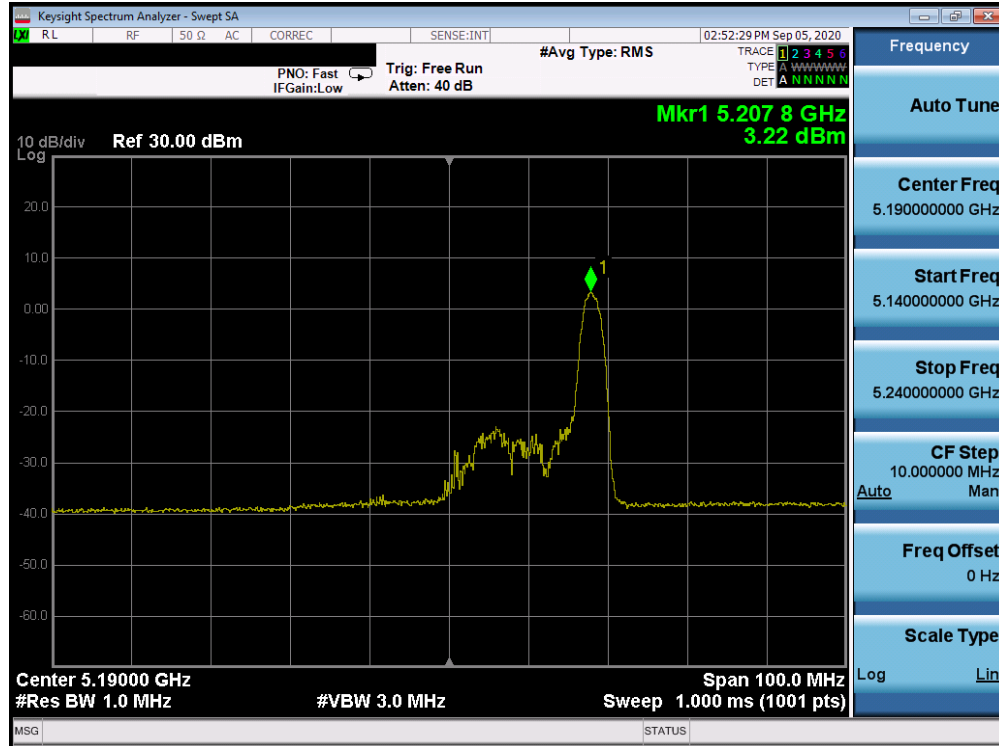 Keysight Spectrum Analyzer - Swept SA
LXI RL RF 50 Ω AC CORREC SENSE:INT 02:52:29 PM Sep 05, 2020
#Avg Type: RMS
TRACE 1 2 3 4 5 6
PNO: Fast Trig: Free Run
TYPE A WWWWW
IFGain:Low Atten: 40 dB
DET A N N N N N
Mkr1 5.207 8 GHz
3.22 dBm
10 dB/div Ref 30.00 dBm
Log
20.0
10.0
1
0.00
-10.0
-20.0
-30.0
-40.0
-50.0
-60.0
Center 5.19000 GHz Span 100.0 MHz
#Res BW 1.0 MHz #VBW 3.0 MHz Sweep 1.000 ms (1001 pts)
MSG STATUS
Frequency
Auto Tune
Center Freq
5.190000000 GHz
Start Freq
5.140000000 GHz
Stop Freq
5.240000000 GHz
CF Step
10.000000 MHz
Auto Man
Freq Offset
0 Hz
Scale Type
Log Lin